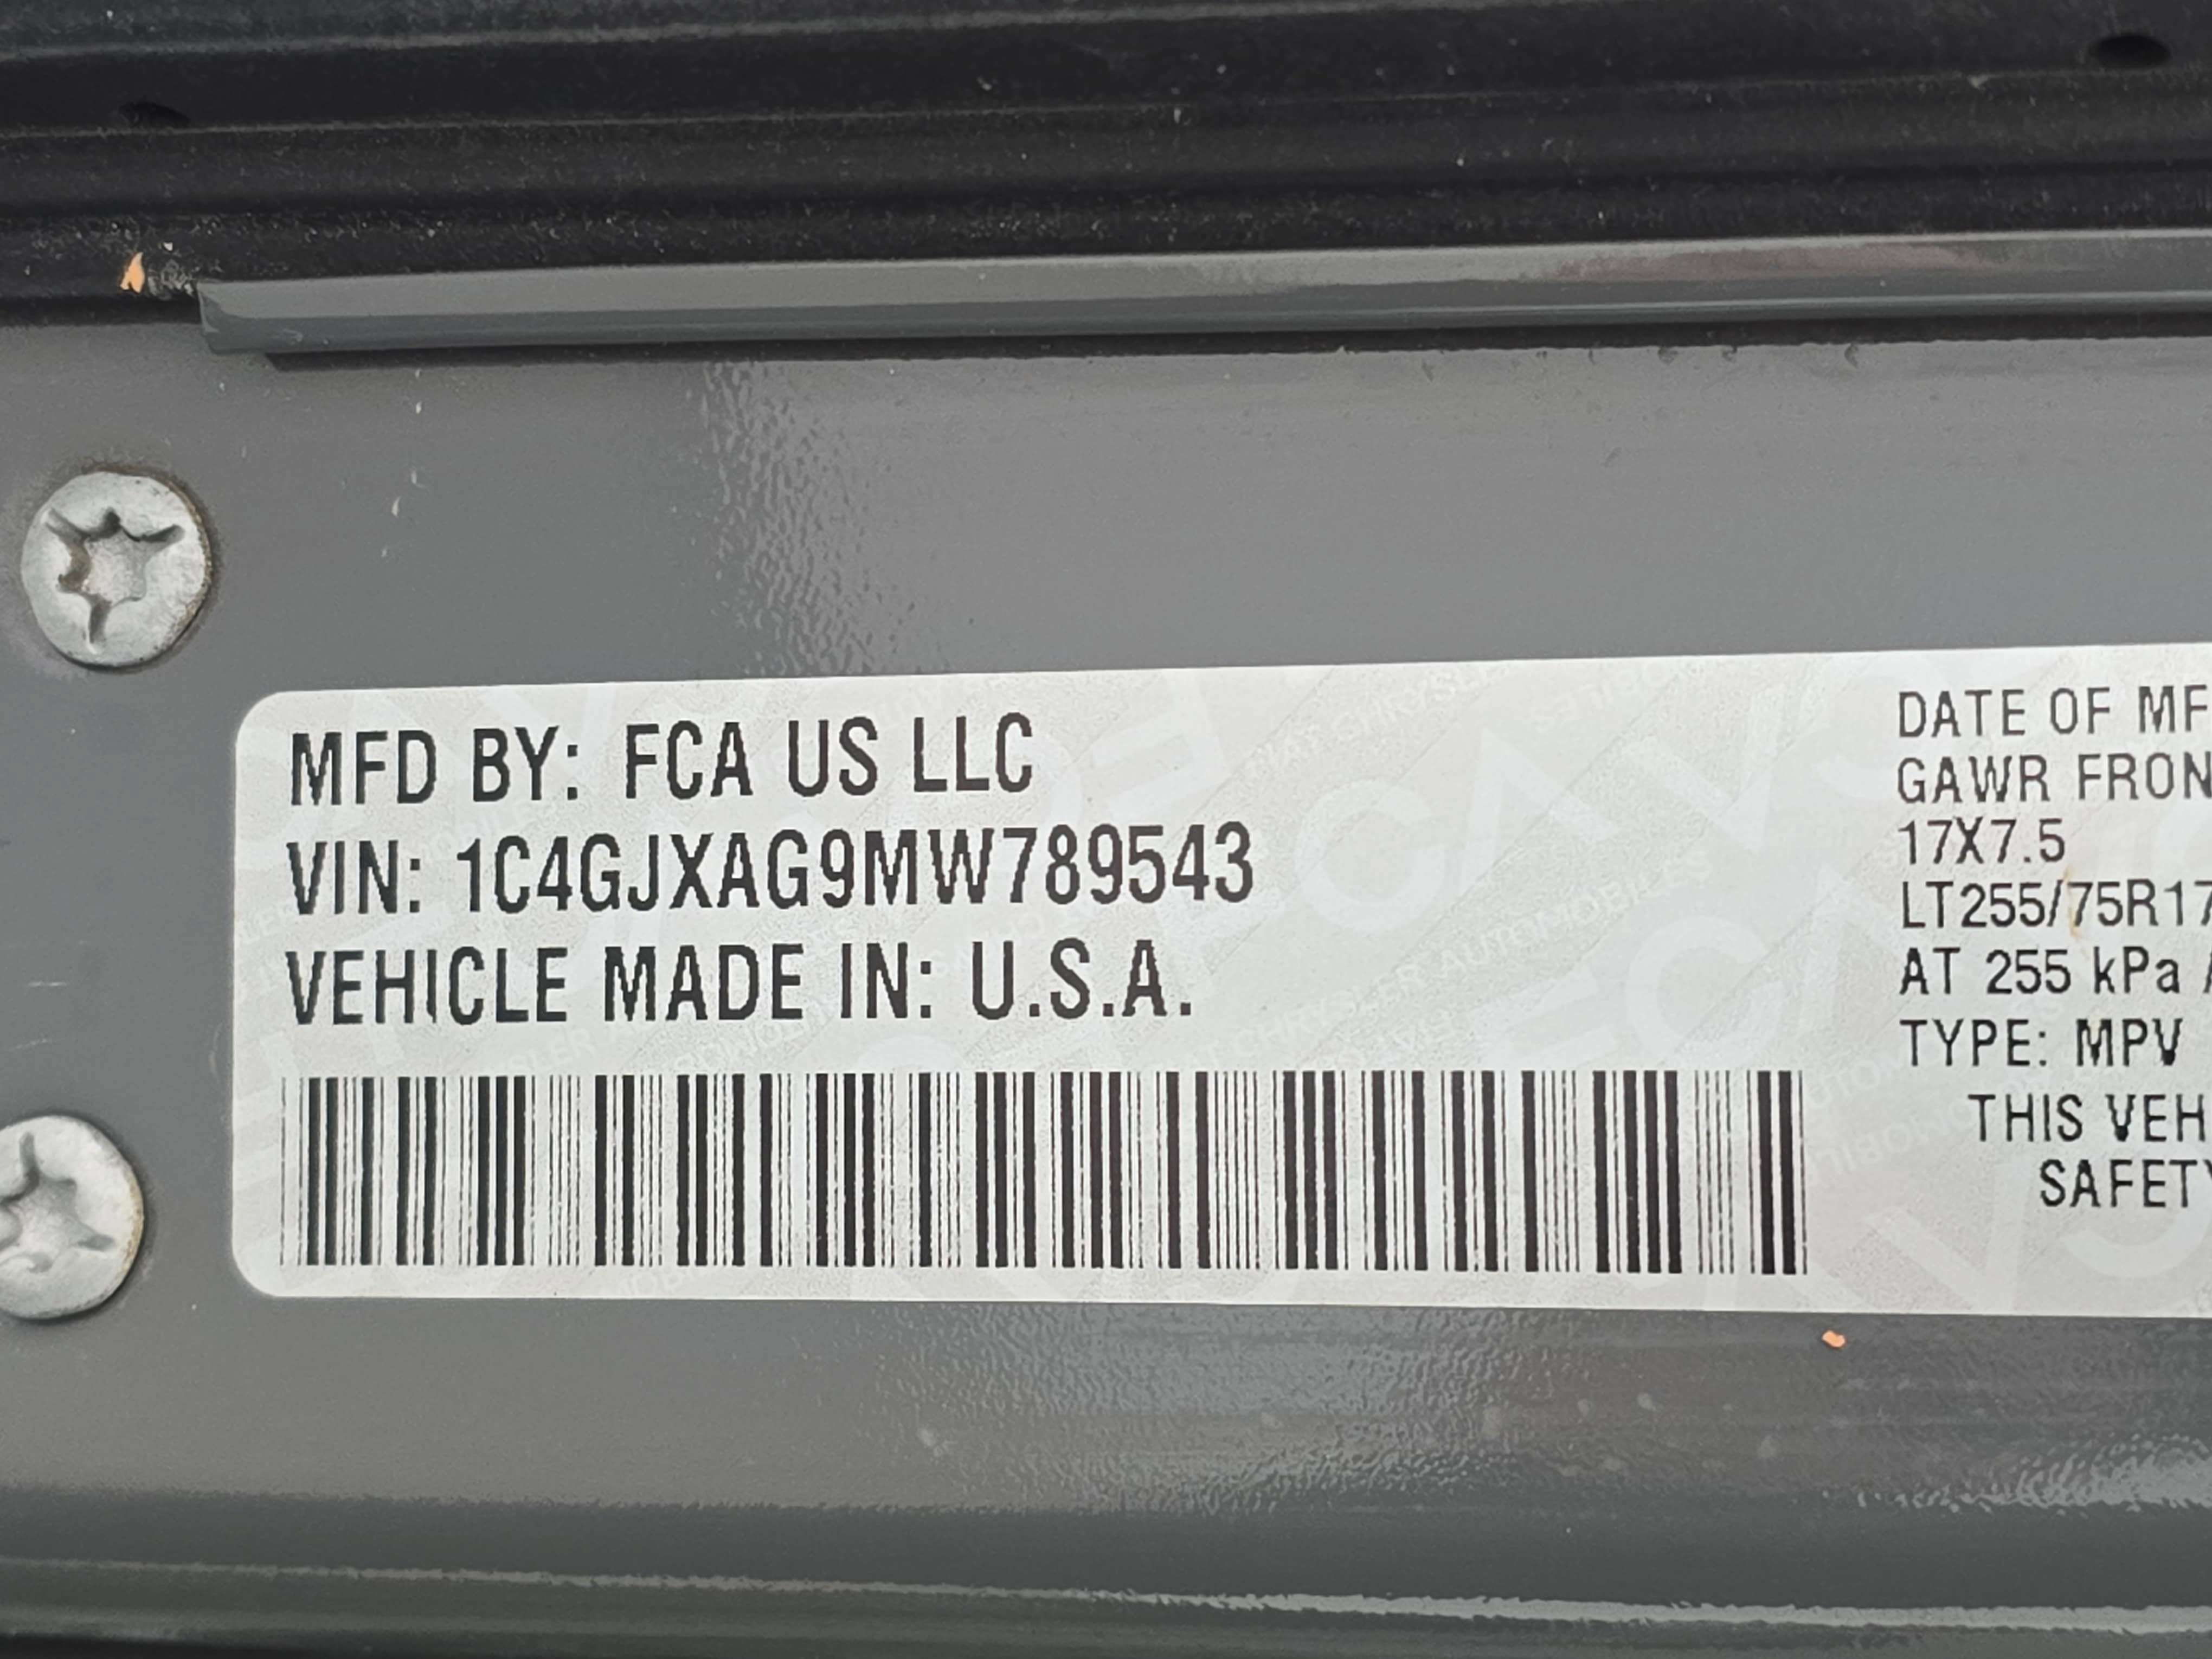 MFD BY: FCA US LLC
VIN: 1C4GJXAG9MW789543
VEHICLE MADE IN: U.S.A.
DATE OF MF
GAWR FRON
17X7.5
LT255/75R17
AT 255 kPa
TYPE: MPV
THIS VEH
SAFETY